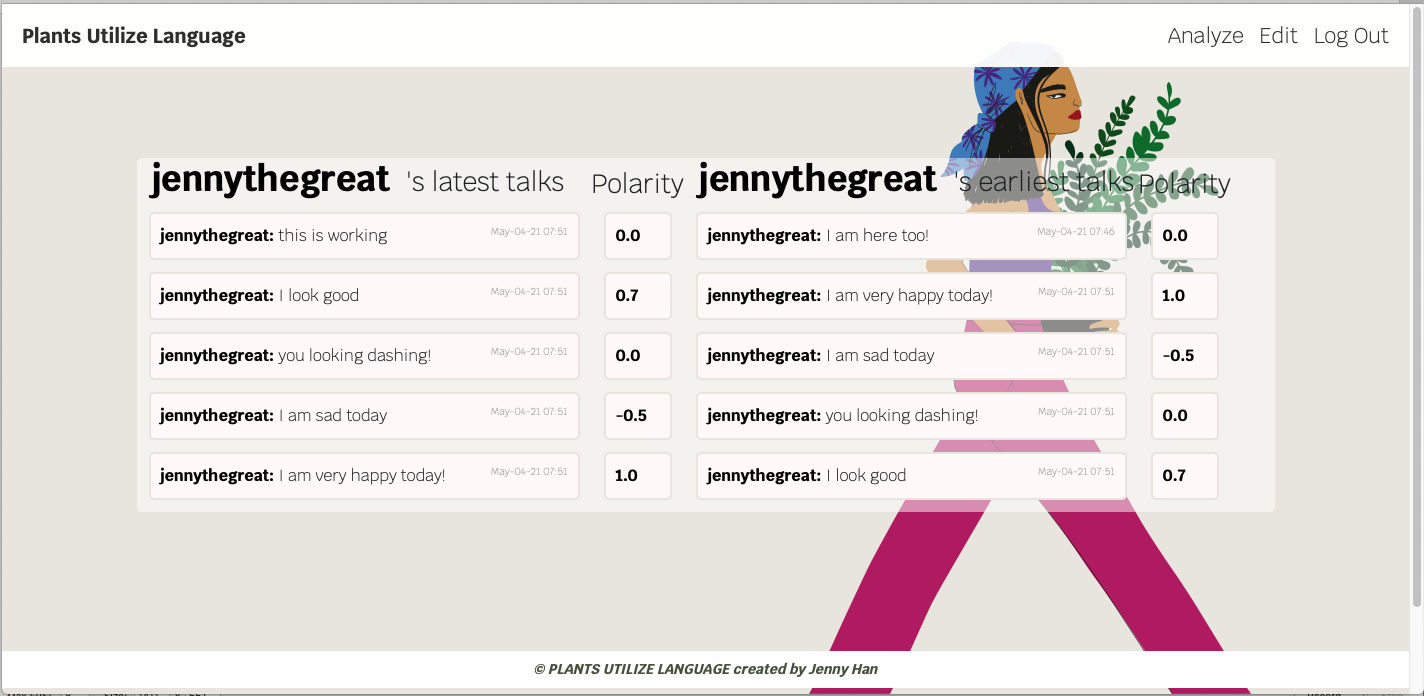 Plants Utilize Language Analyze Edit Log Out
jennythegreat 's latest talks Polarity
jennythegreat: this is working May-04-21 07:51 0.0
jennythegreat: I look good May-04-21 07:51 0.7
jennythegreat: you looking dashing! May-04-21 07:51 0.0
jennythegreat: I am sad today May-04-21 07:51 -0.5
jennythegreat: I am very happy today! May-04-21 07:51 1.0
jennythegreat 's earliest talks Polarity
jennythegreat: I am here too! May-04-21 07:46 0.0
jennythegreat: I am very happy today! May-04-21 07:51 1.0
jennythegreat: I am sad today May-04-21 07:51 -0.5
jennythegreat: you looking dashing! May-04-21 07:51 0.0
jennythegreat: I look good May-04-21 07:51 0.7
© PLANTS UTILIZE LANGUAGE created by Jenny Han